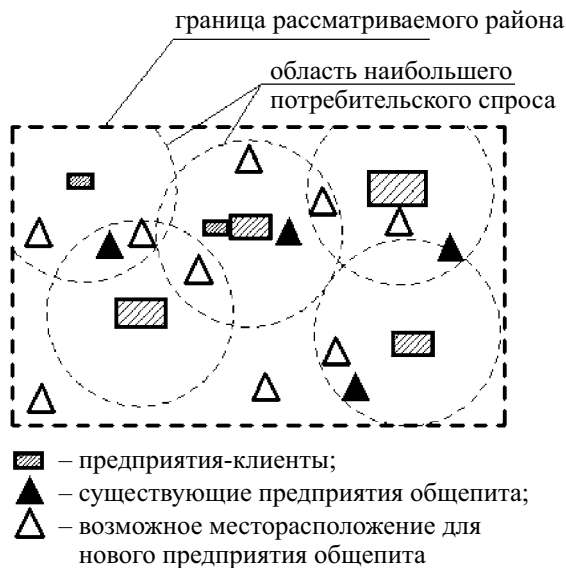 граница рассматриваемого района
область наибольшего
потребительского спроса
– предприятия-клиенты;
– существующие предприятия общепита;
– возможное месторасположение для
нового предприятия общепита